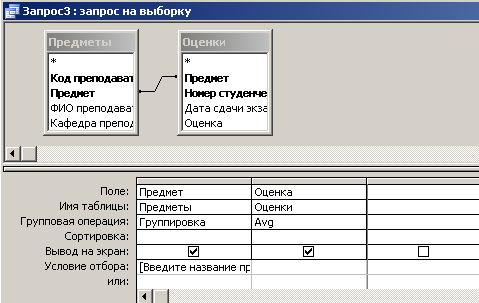 Запрос3 : запрос на выборку
Предметы Оценки
* *
Код преподават Предмет
Предмет Номер студенче
ФИО преподава Дата сдачи экза
Кафедра препод Оценка
Поле: Предмет Оценка
Имя таблицы: Предметы Оценки
Групповая операция: Группировка Avg
Сортировка:
Вывод на экран:
Условие отбора: [Введите название пр
или: